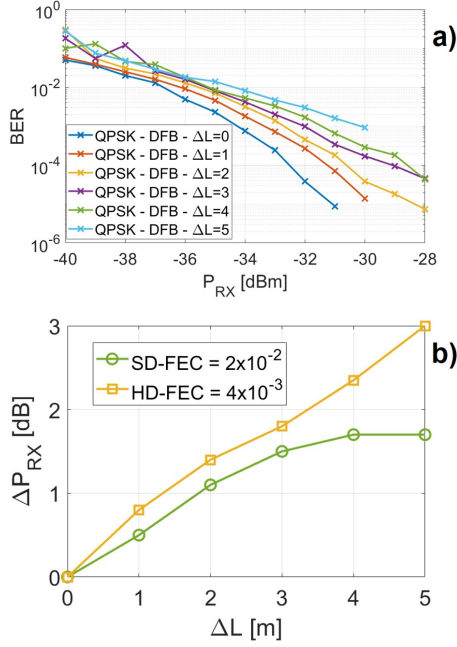 a)
10^0
10^-2
10^-4
10^-6
BER
QPSK - DFB - ΔL=0
QPSK - DFB - ΔL=1
QPSK - DFB - ΔL=2
QPSK - DFB - ΔL=3
QPSK - DFB - ΔL=4
QPSK - DFB - ΔL=5
-40 -38 -36 -34 -32 -30 -28
P_RX [dBm]
b)
3
2
1
0
ΔP_RX [dB]
SD-FEC = 2x10^-2
HD-FEC = 4x10^-3
0 1 2 3 4 5
ΔL [m]